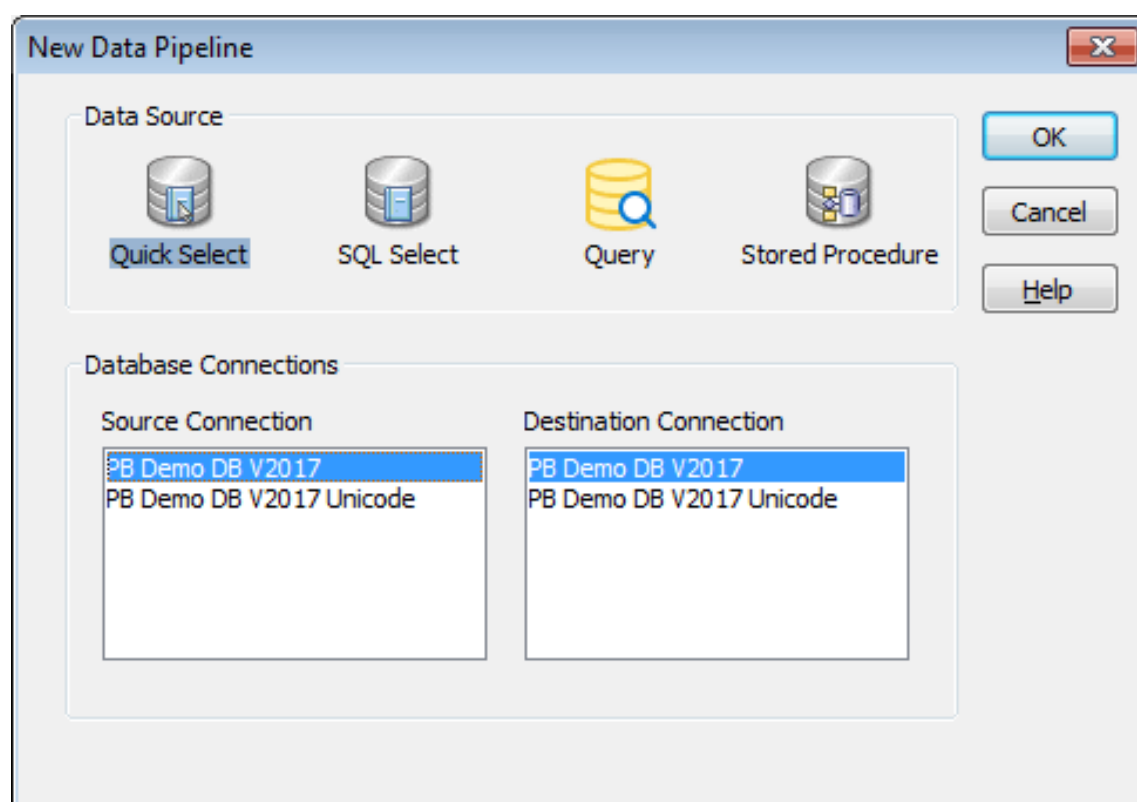 New Data Pipeline
Data Source
Quick Select
SQL Select
Query
Stored Procedure
OK
Cancel
Help
Database Connections
Source Connection
PB Demo DB V2017
PB Demo DB V2017 Unicode
Destination Connection
PB Demo DB V2017
PB Demo DB V2017 Unicode